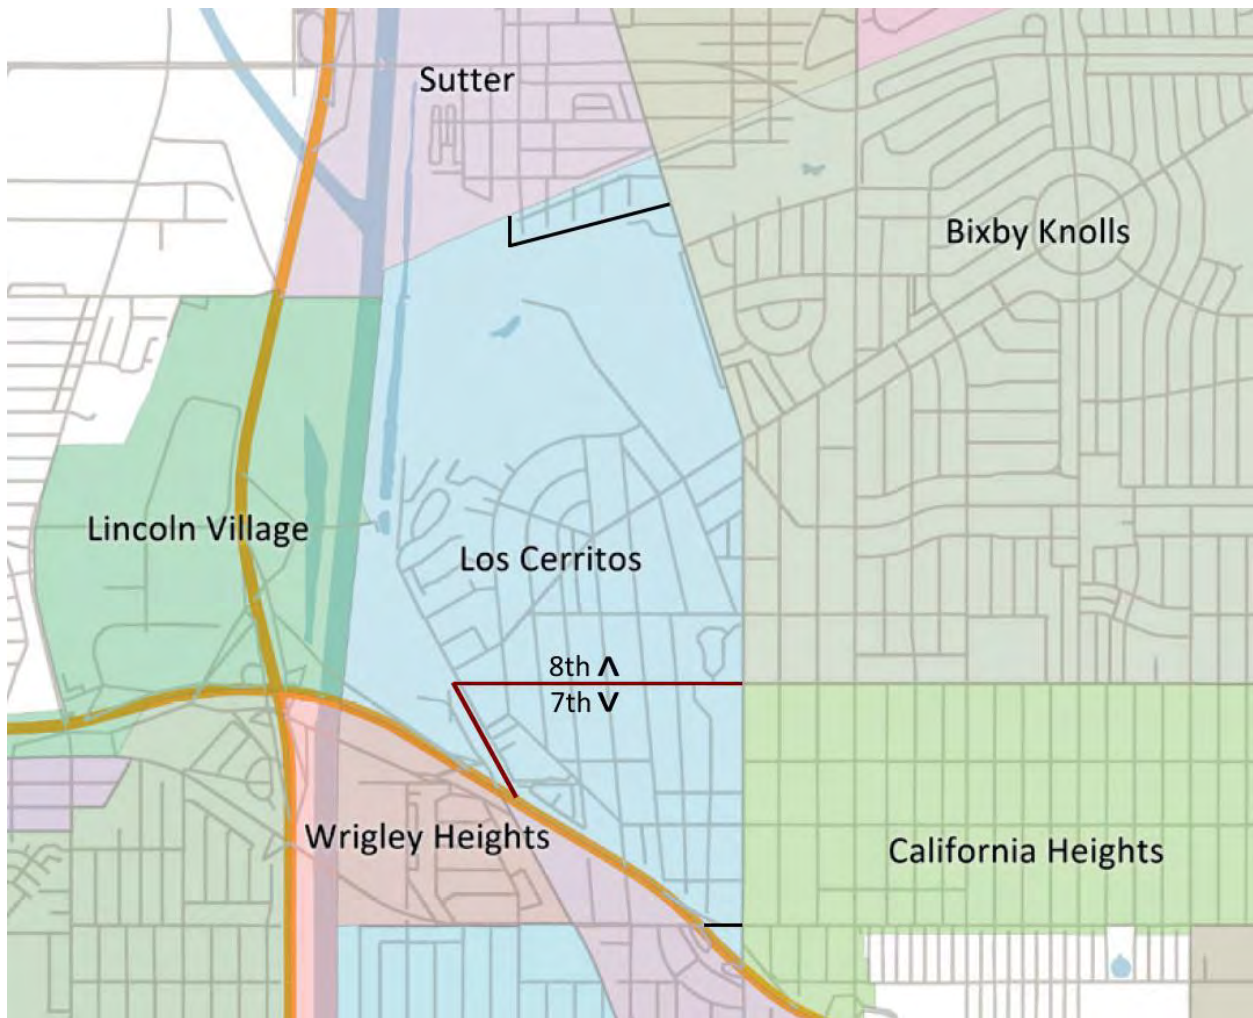 Sutter
Bixby Knolls
Lincoln Village
Los Cerritos
8th ∧
7th ∨
Wrigley Heights
California Heights